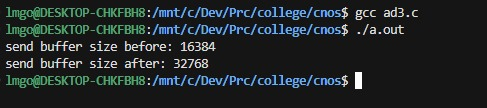 lmgo@DESKTOP-CHKFBH8:/mnt/c/Dev/Prc/college/cnos$ gcc ad3.c
lmgo@DESKTOP-CHKFBH8:/mnt/c/Dev/Prc/college/cnos$ ./a.out
send buffer size before: 16384
send buffer size after: 32768
lmgo@DESKTOP-CHKFBH8:/mnt/c/Dev/Prc/college/cnos$